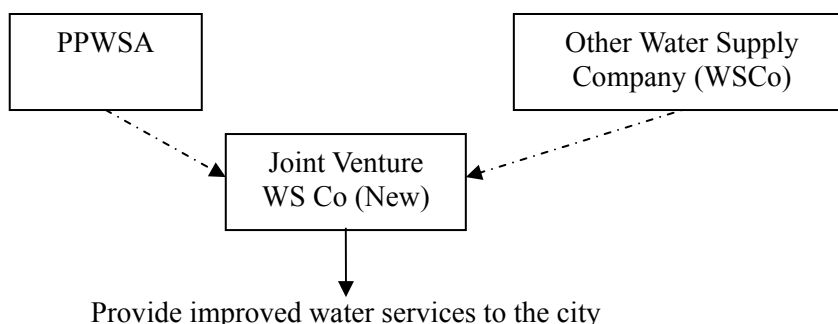 PPWSA
Other Water Supply
Company (WSCo)
Joint Venture
WS Co (New)
Provide improved water services to the city